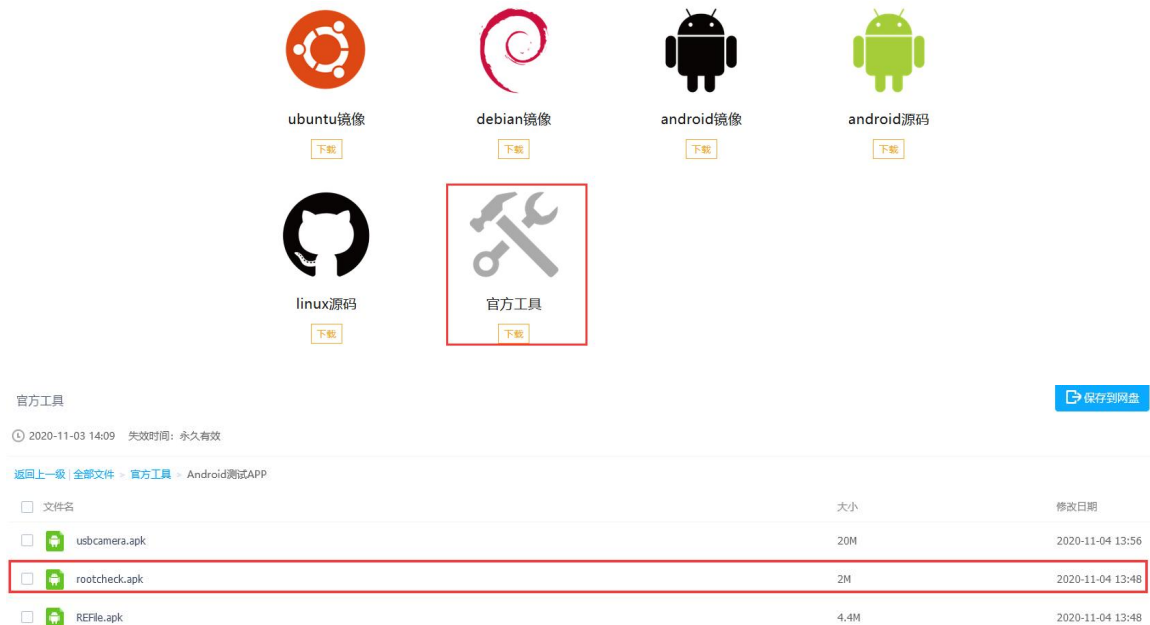 ubuntu镜像 debian镜像 android镜像 android源码
下载 下载 下载 下载
linux源码 官方工具
下载 下载
官方工具 保存到网盘
2020-11-03 14:09 失效时间：永久有效
返回上一级 | 全部文件 > 官方工具 > Android测试APP
文件名 大小 修改日期
usbcamera.apk 20M 2020-11-04 13:56
rootcheck.apk 2M 2020-11-04 13:48
REFile.apk 4.4M 2020-11-04 13:48